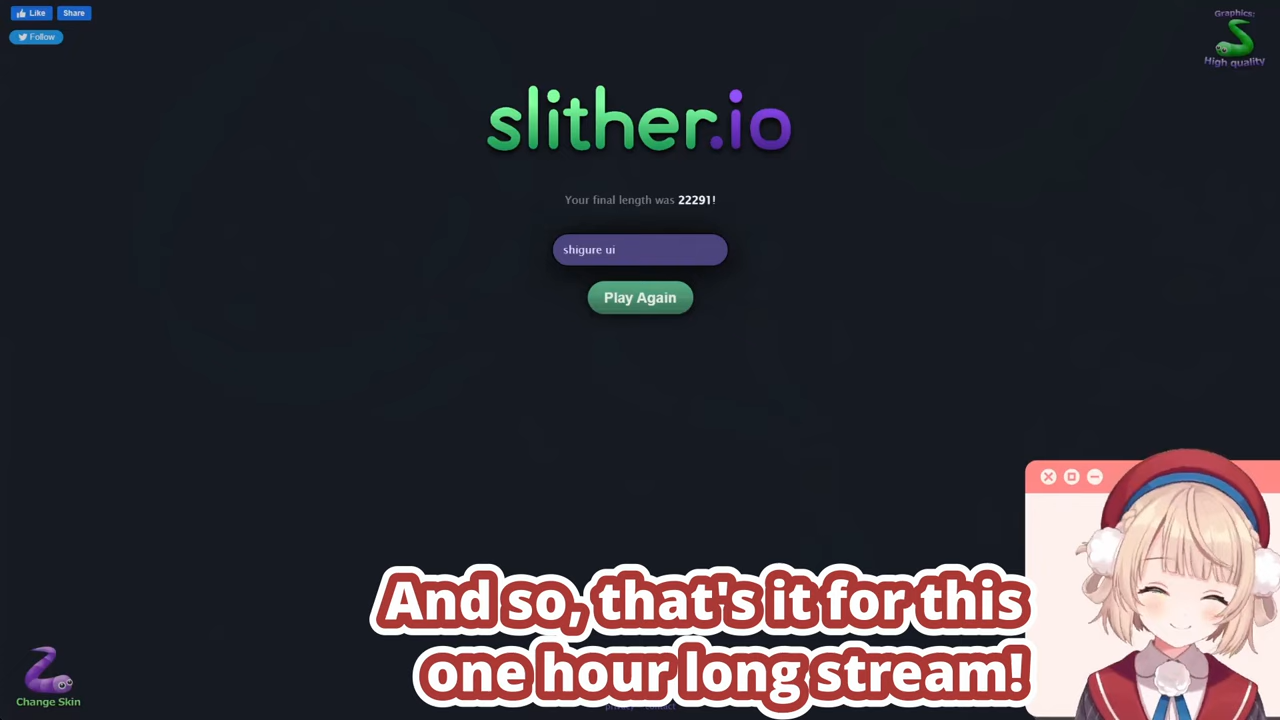 Like Share
Follow
Graphics:
High quality
slither.io
Your final length was 22291!
shigure ui
Play Again
And so, that's it for this
one hour long stream!
Change Skin